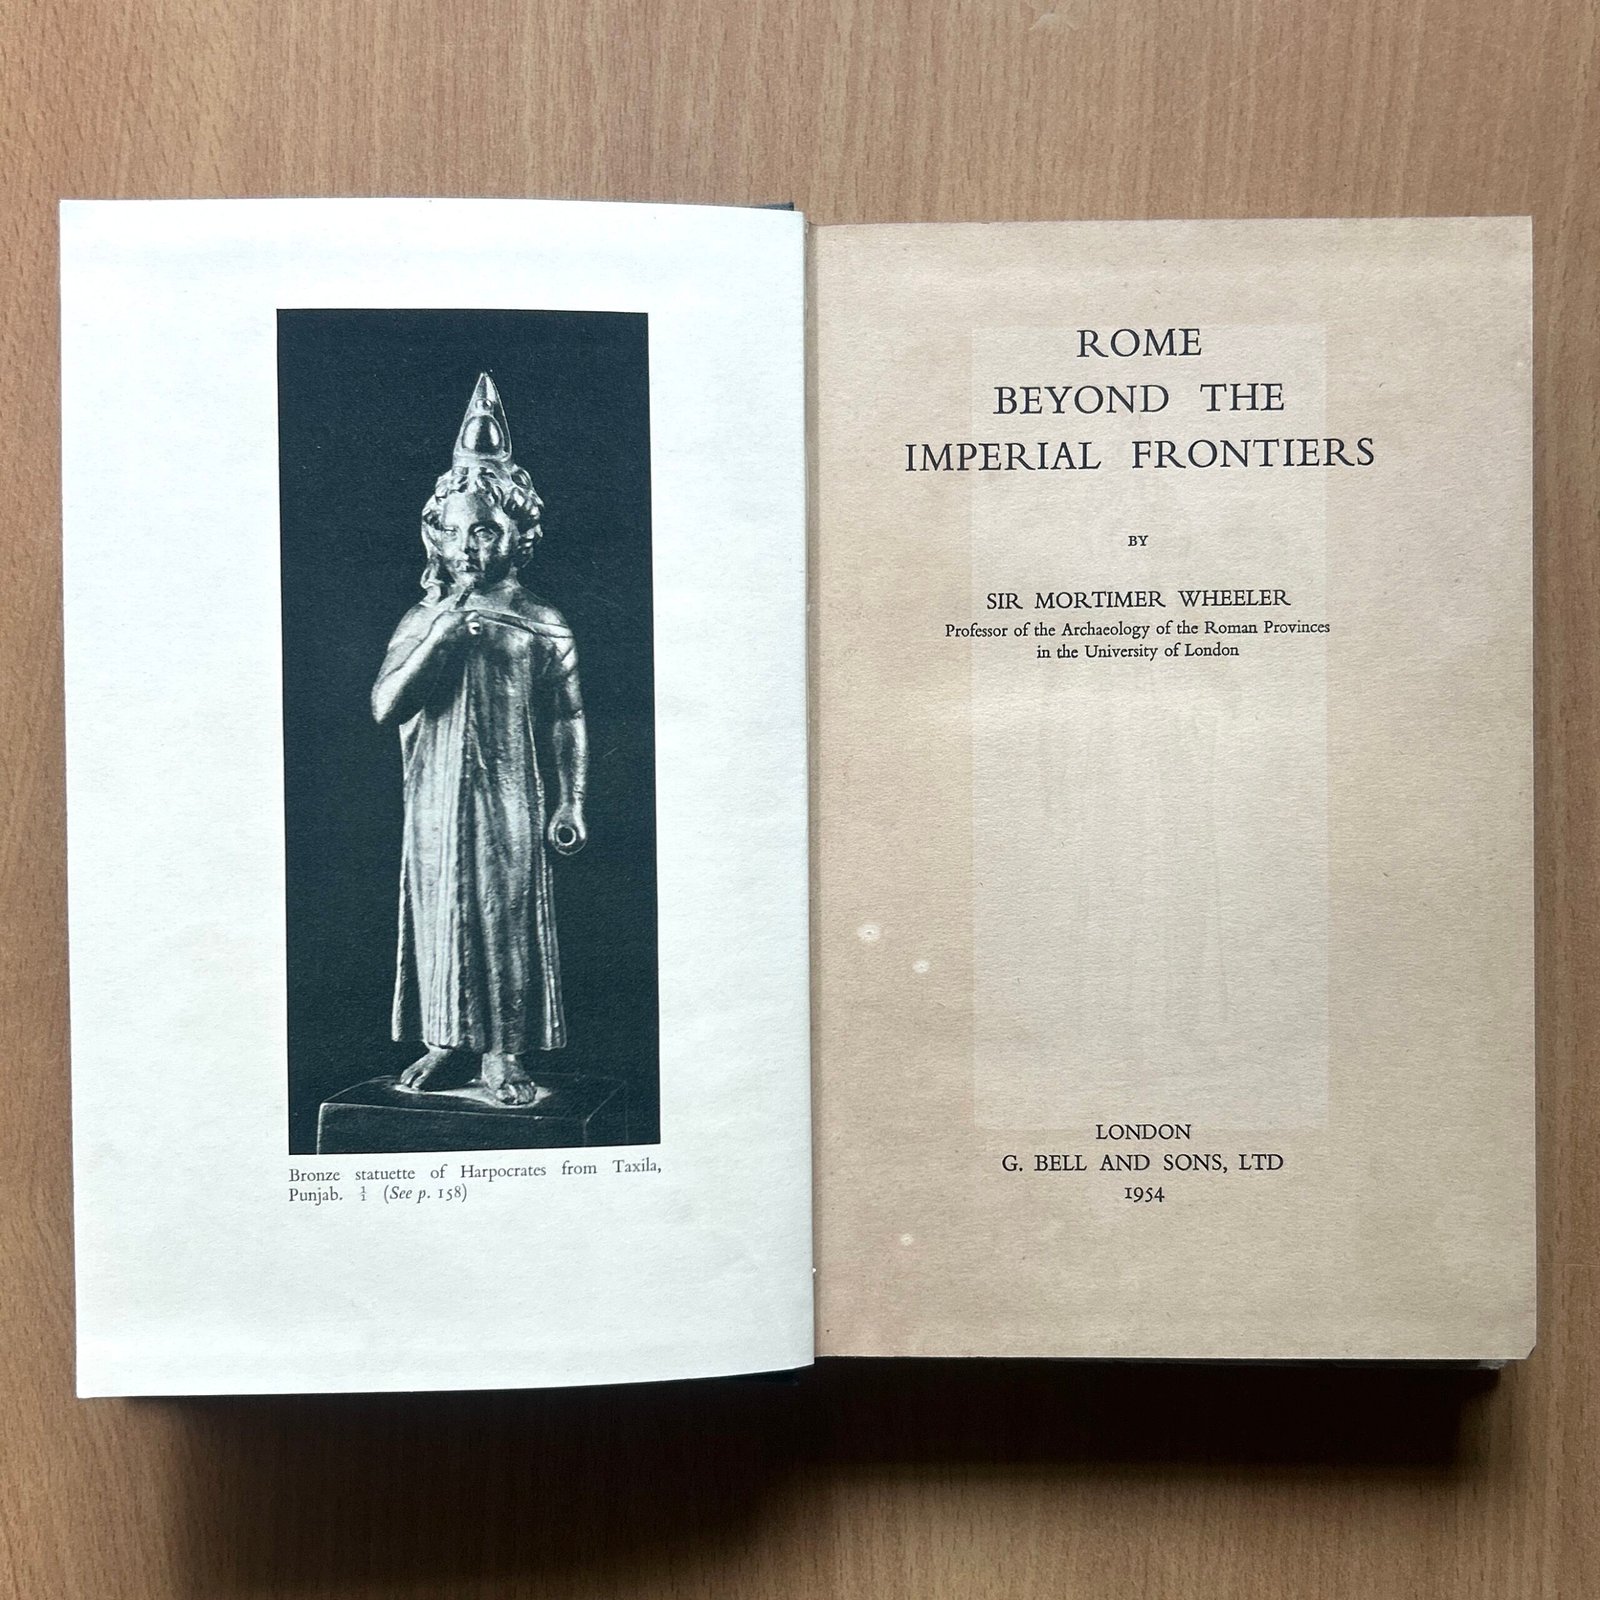 Bronze statuette of Harpocrates from Taxila,
Punjab. 1/1 (See p. 158)
ROME
BEYOND THE
IMPERIAL FRONTIERS
BY
SIR MORTIMER WHEELER
Professor of the Archaeology of the Roman Provinces
in the University of London
LONDON
G. BELL AND SONS, LTD
1954